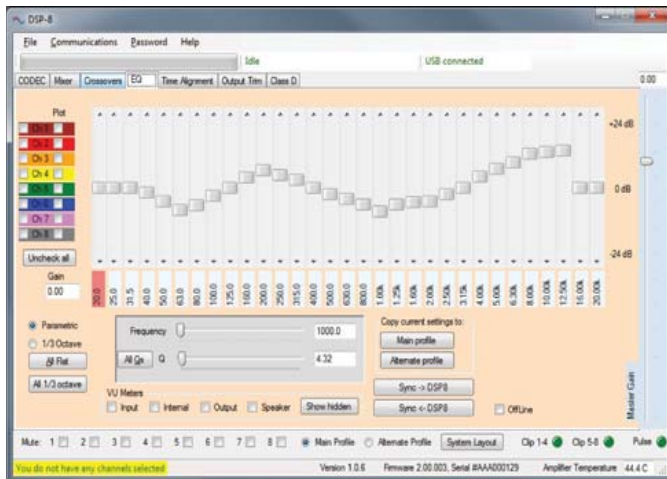 DSP-8
File Communications Password Help
Idle USB connected
CODEC Mixer Crossovers EQ Time Alignment Output Trim Class D 0.00
Plot
Ch 1
Ch 2
Ch 3
Ch 4
Ch 5
Ch 6
Ch 7
Ch 8
+24 dB
0 dB
-24 dB
Uncheck all
Gain
0.00
20.0 25.0 31.5 40.0 50.0 63.0 80.0 100.0 125.0 160.0 200.0 250.0 315.0 400.0 500.0 630.0 800.0 1.00k 1.25k 1.60k 2.00k 2.50k 3.15k 4.00k 5.00k 6.30k 8.00k 10.00k 12.50k 16.00k 20.00k
Parametric
1/3 Octave
All Flat
All 1/3 octave
Frequency 1000.0
All Qs Q 4.32
Copy current settings to:
Main profile
Alternate profile
Sync -> DSP8
Sync <- DSP8
OffLine
VU Meters
Input Internal Output Speaker Show hidden
Master Gain
Mute: 1 2 3 4 5 6 7 8 Main Profile Alternate Profile System Layout Clip 1-4 Clip 5-8 Pulse
You do not have any channels selected Version 1.0.6 Firmware 2.00.003, Serial #AAA000129 Amplifier Temperature 44.4 C